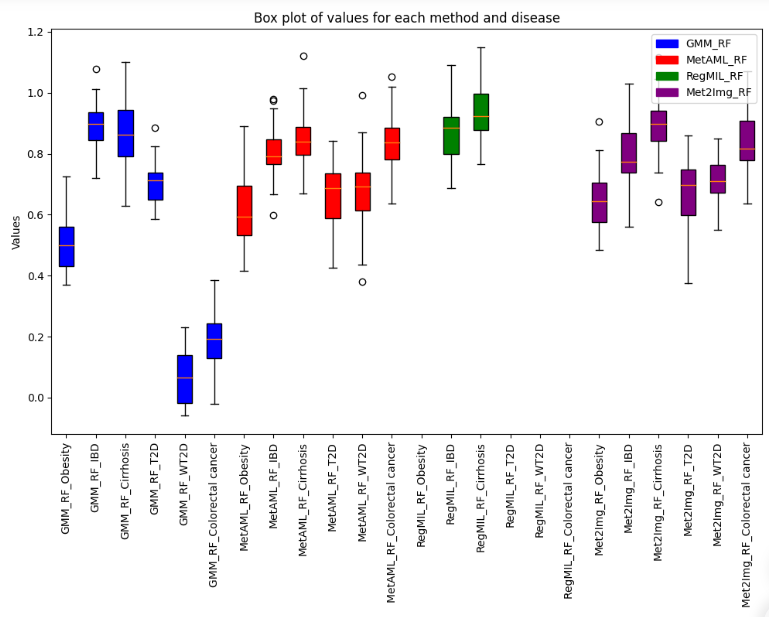 Box plot of values for each method and disease
1.2
1.0
0.8
0.6
0.4
0.2
0.0
Values
GMM_RF
MetAML_RF
RegMIL_RF
Met2Img_RF
GMM_RF_Obesity
GMM_RF_IBD
GMM_RF_Cirrhosis
GMM_RF_T2D
GMM_RF_WT2D
GMM_RF_Colorectal cancer
MetAML_RF_Obesity
MetAML_RF_IBD
MetAML_RF_Cirrhosis
MetAML_RF_T2D
MetAML_RF_WT2D
MetAML_RF_Colorectal cancer
RegMIL_RF_Obesity
RegMIL_RF_IBD
RegMIL_RF_Cirrhosis
RegMIL_RF_T2D
RegMIL_RF_WT2D
RegMIL_RF_Colorectal cancer
Met2Img_RF_Obesity
Met2Img_RF_IBD
Met2Img_RF_Cirrhosis
Met2Img_RF_T2D
Met2Img_RF_WT2D
Met2Img_RF_Colorectal cancer